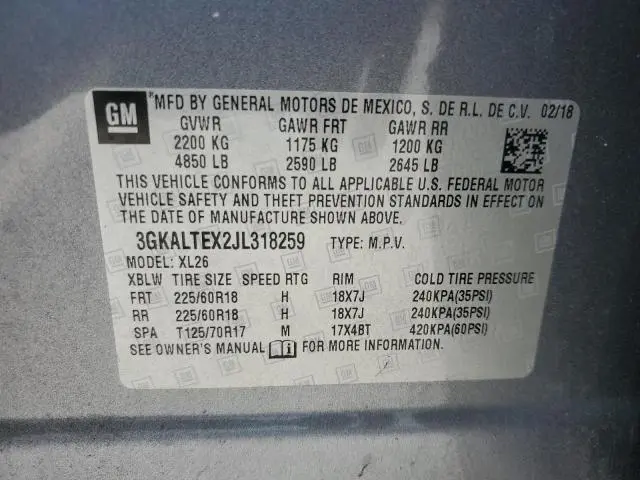 GM
MFD BY GENERAL MOTORS DE MEXICO, S. DE R.L. DE C.V. 02/18
GVWR GAWR FRT GAWR RR
2200 KG 1175 KG 1200 KG
4850 LB 2590 LB 2645 LB
THIS VEHICLE CONFORMS TO ALL APPLICABLE U.S. FEDERAL MOTOR
VEHICLE SAFETY AND THEFT PREVENTION STANDARDS IN EFFECT ON
THE DATE OF MANUFACTURE SHOWN ABOVE.
3GKALTEX2JL318259 TYPE: M.P.V.
MODEL: XL26
XBLW TIRE SIZE SPEED RTG RIM COLD TIRE PRESSURE
FRT 225/60R18 H 18X7J 240KPA(35PSI)
RR 225/60R18 H 18X7J 240KPA(35PSI)
SPA T125/70R17 M 17X4BT 420KPA(60PSI)
SEE OWNER'S MANUAL FOR MORE INFORMATION.